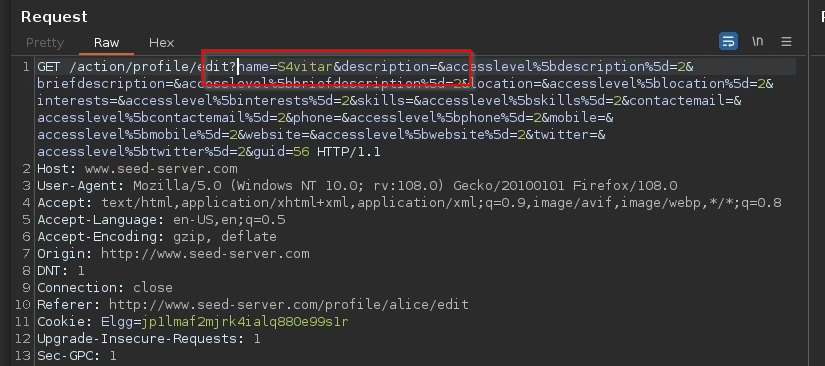 Request
Pretty Raw Hex \n
1 GET /action/profile/edit?name=S4vitar&description=&accesslevel%5bdescription%5d=2&
briefdescription=&accesslevel%5bbriefdescription%5d=2&location=&accesslevel%5blocation%5d=2&
interests=&accesslevel%5binterests%5d=2&skills=&accesslevel%5bskills%5d=2&contactemail=&
accesslevel%5bcontactemail%5d=2&phone=&accesslevel%5bphone%5d=2&mobile=&
accesslevel%5bmobile%5d=2&website=&accesslevel%5bwebsite%5d=2&twitter=&
accesslevel%5btwitter%5d=2&guid=56 HTTP/1.1
2 Host: www.seed-server.com
3 User-Agent: Mozilla/5.0 (Windows NT 10.0; rv:108.0) Gecko/20100101 Firefox/108.0
4 Accept: text/html,application/xhtml+xml,application/xml;q=0.9,image/avif,image/webp,*/*;q=0.8
5 Accept-Language: en-US,en;q=0.5
6 Accept-Encoding: gzip, deflate
7 Origin: http://www.seed-server.com
8 DNT: 1
9 Connection: close
10 Referer: http://www.seed-server.com/profile/alice/edit
11 Cookie: Elgg=jp1lmaf2mjrk4ialq880e99s1r
12 Upgrade-Insecure-Requests: 1
13 Sec-GPC: 1